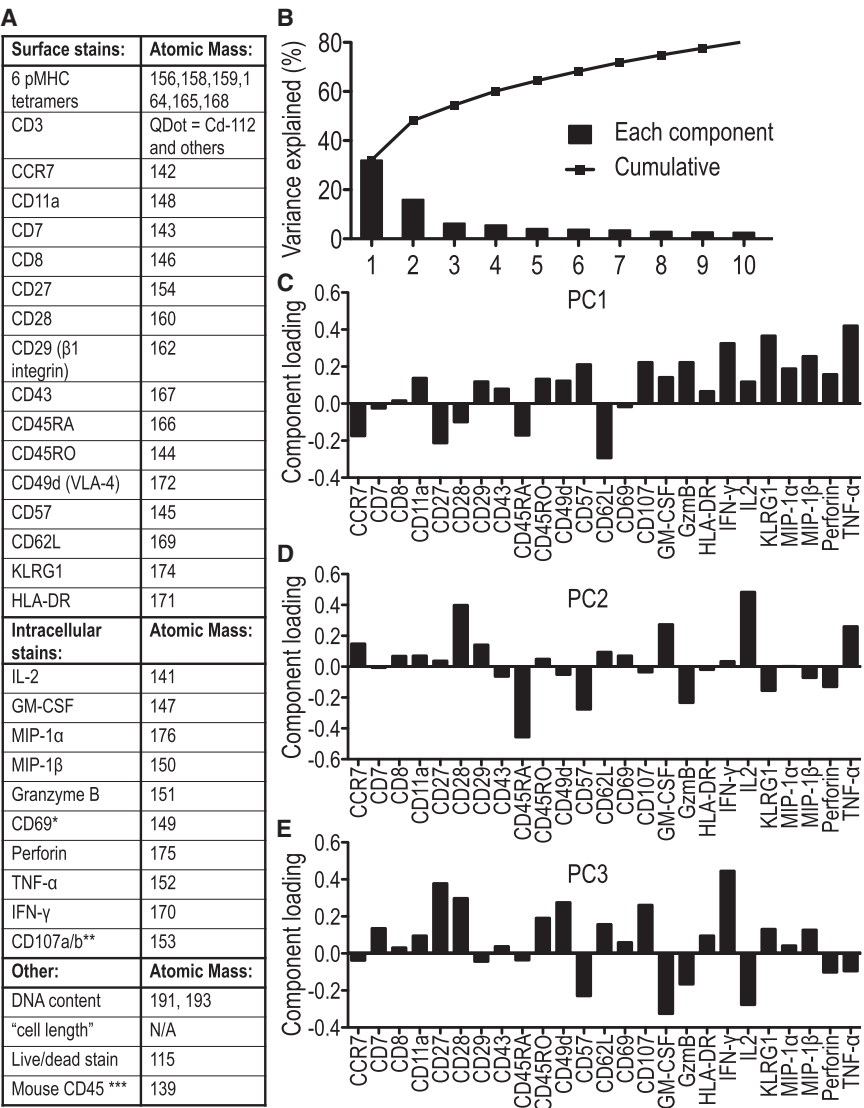 A
Surface stains: Atomic Mass:
6 pMHC 156,158,159,1
tetramers 64,165,168
CD3 QDot = Cd-112
and others
CCR7 142
CD11a 148
CD7 143
CD8 146
CD27 154
CD28 160
CD29 (β1 162
integrin)
CD43 167
CD45RA 166
CD45RO 144
CD49d (VLA-4) 172
CD57 145
CD62L 169
KLRG1 174
HLA-DR 171
Intracellular Atomic Mass:
stains:
IL-2 141
GM-CSF 147
MIP-1α 176
MIP-1β 150
Granzyme B 151
CD69* 149
Perforin 175
TNF-α 152
IFN-γ 170
CD107a/b** 153
Other: Atomic Mass:
DNA content 191, 193
“cell length” N/A
Live/dead stain 115
Mouse CD45 *** 139
B
Variance explained (%)
80
60
40
20
0
Each component
Cumulative
1 2 3 4 5 6 7 8 9 10
C
PC1
Component loading
0.6
0.4
0.2
0.0
-0.2
-0.4
CCR7 CD7 CD8 CD11a CD27 CD28 CD29 CD43 CD45RA CD45RO CD49d CD57 CD62L CD69 CD107 GM-CSF GzmB HLA-DR IFN-γ IL2 KLRG1 MIP-1α MIP-1β Perforin TNF-α
D
PC2
Component loading
0.6
0.4
0.2
0.0
-0.2
-0.4
-0.6
CCR7 CD7 CD8 CD11a CD27 CD28 CD29 CD43 CD45RA CD45RO CD49d CD57 CD62L CD69 CD107 GM-CSF GzmB HLA-DR IFN-γ IL2 KLRG1 MIP-1α MIP-1β Perforin TNF-α
E
PC3
Component loading
0.6
0.4
0.2
0.0
-0.2
-0.4
CCR7 CD7 CD8 CD11a CD27 CD28 CD29 CD43 CD45RA CD45RO CD49d CD57 CD62L CD69 CD107 GM-CSF GzmB HLA-DR IFN-γ IL2 KLRG1 MIP-1α MIP-1β Perforin TNF-α